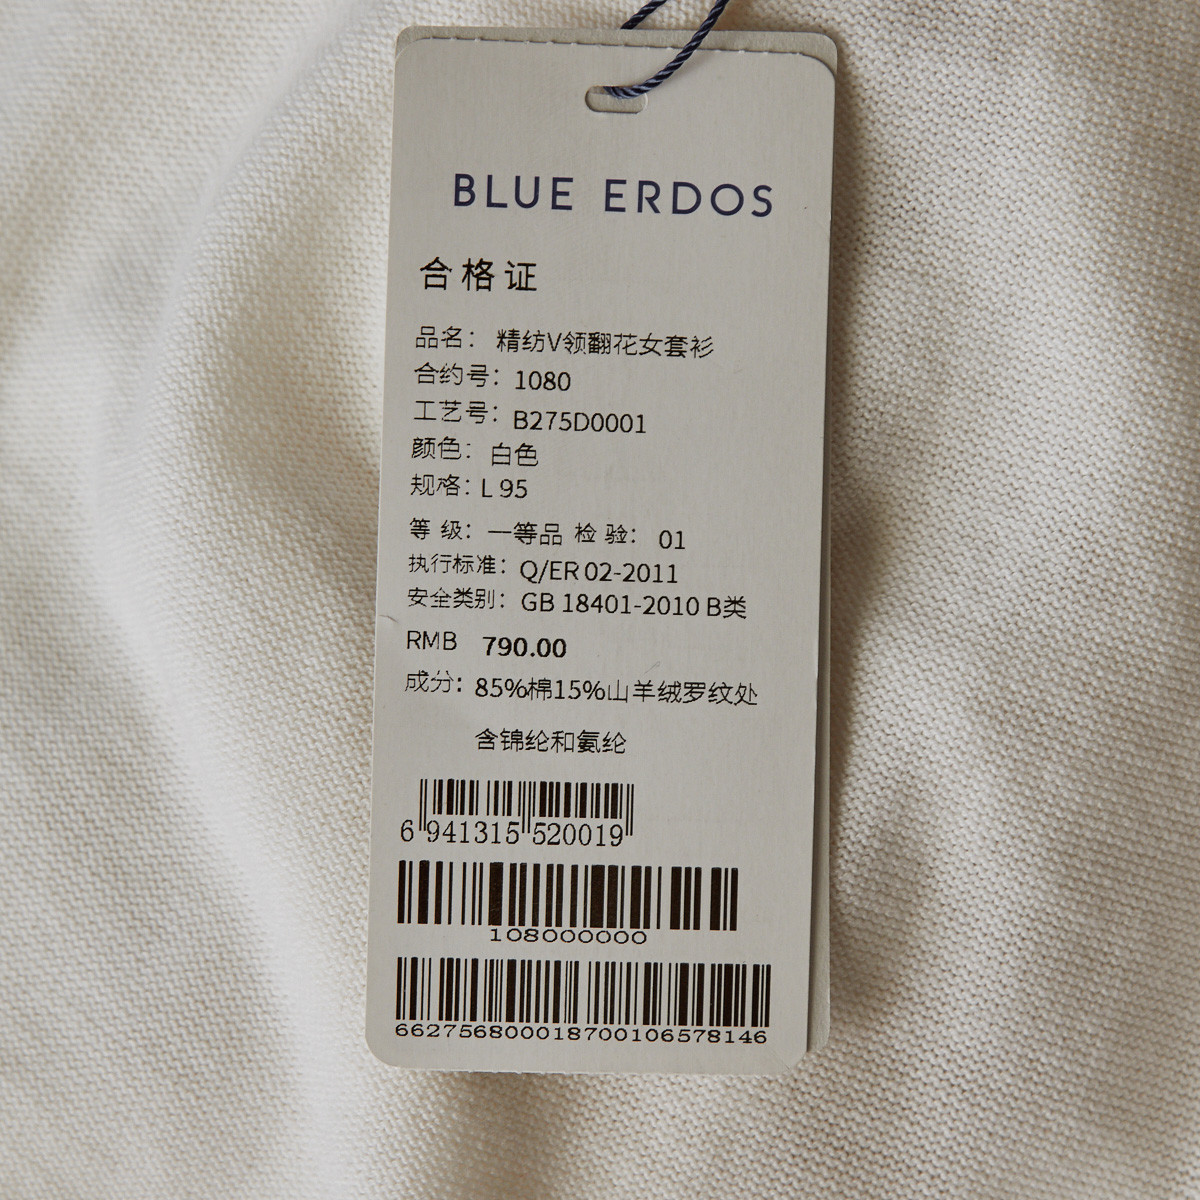 BLUE ERDOS
合格证
品名： 精纺V领翻花女套衫
合约号：1080
工艺号：B275D0001
颜色：白色
规格：L 95
等 级：一等品 检 验： 01
执行标准：Q/ER 02-2011
安全类别：GB 18401-2010 B类
RMB 790.00
成分：85%棉15%山羊绒罗纹处
含锦纶和氨纶
6 941315 520019
108000000
66275680001870010657​8146